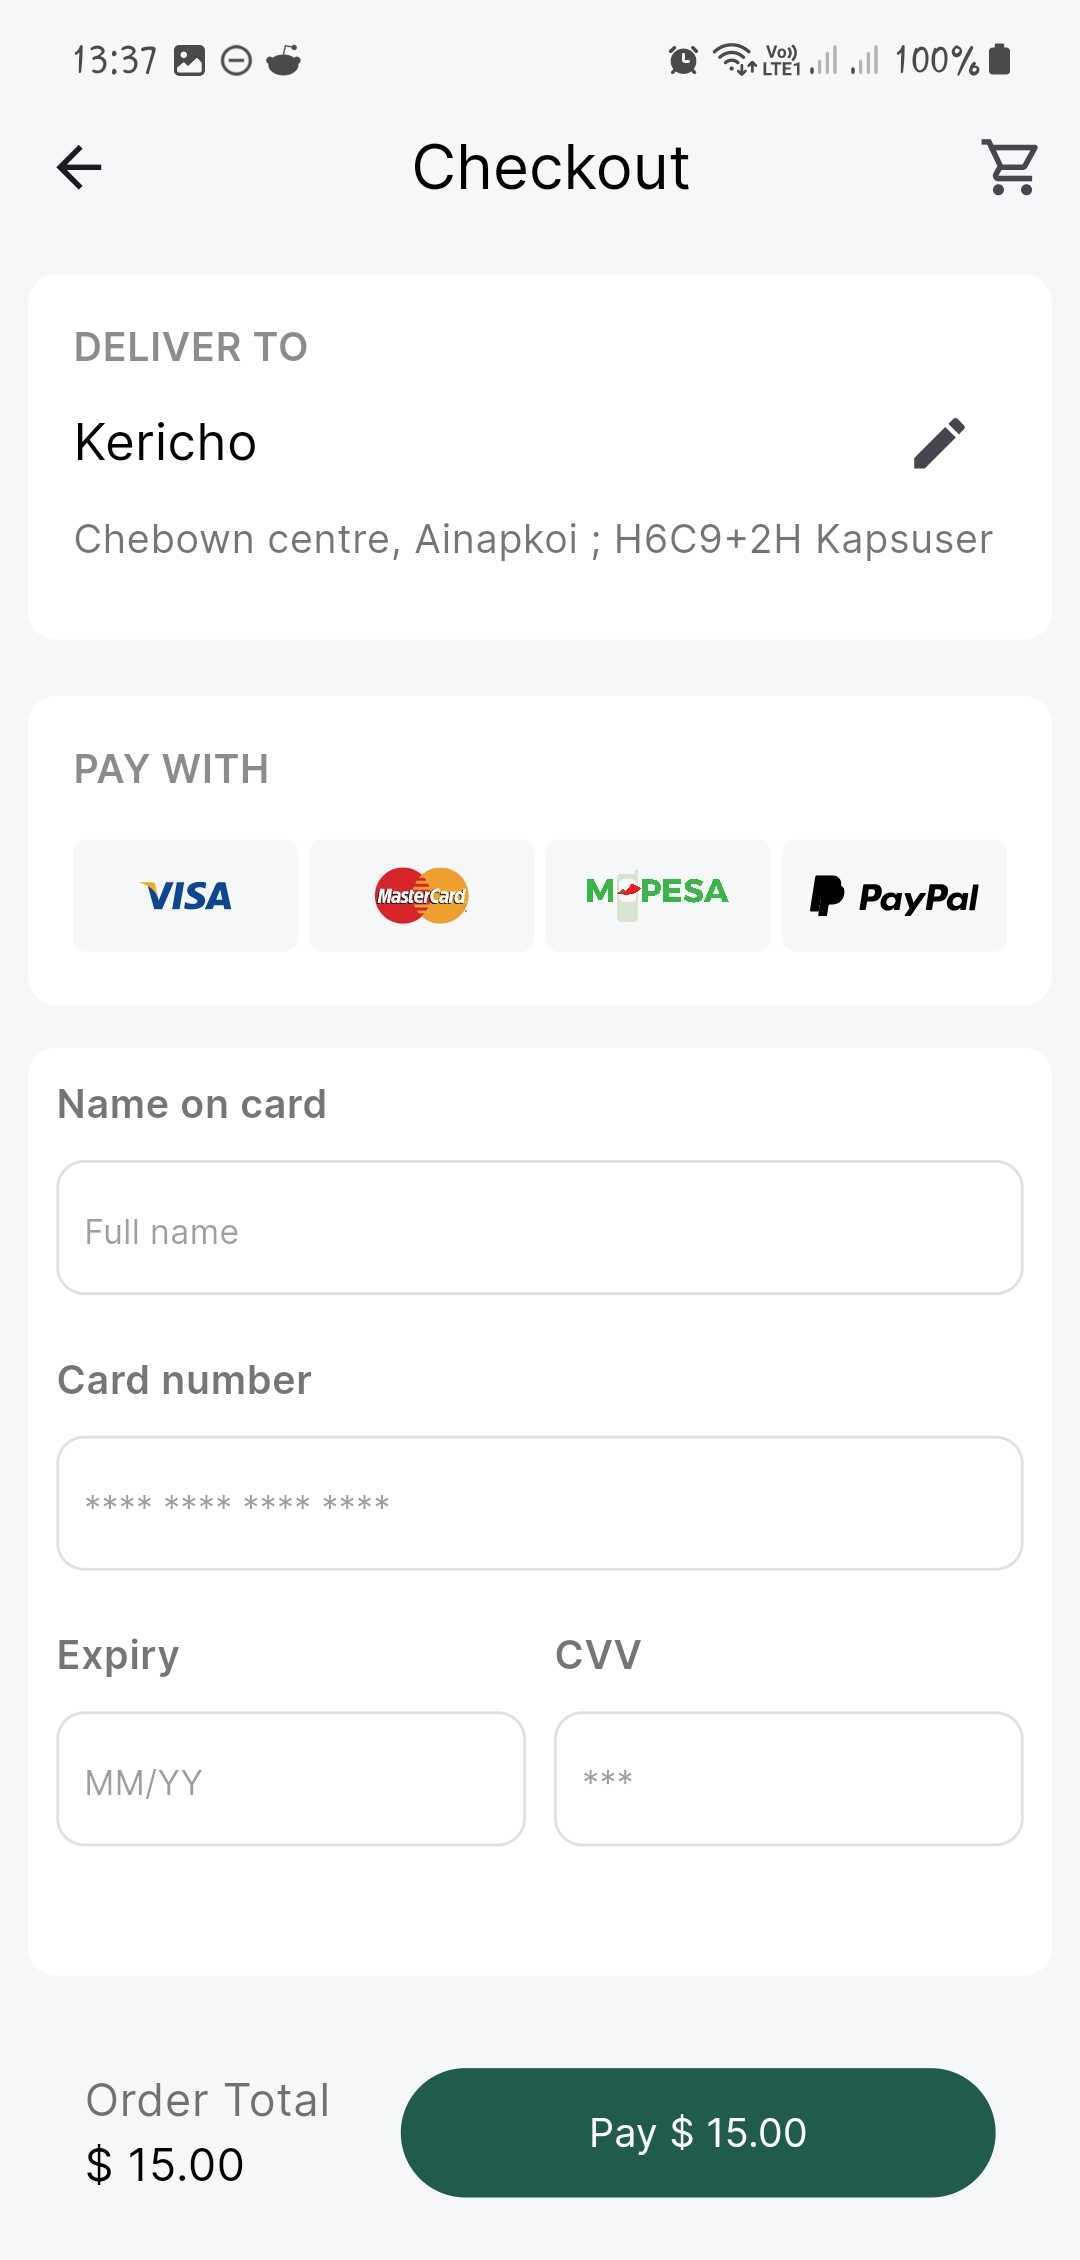 13:37 Vo)) LTE1 100%
Checkout
DELIVER TO
Kericho
Chebown centre, Ainapkoi ; H6C9+2H Kapsuser
PAY WITH
VISA MasterCard M-PESA PayPal
Name on card
Full name
Card number
**** **** **** ****
Expiry CVV
MM/YY ***
Order Total
$ 15.00
Pay $ 15.00